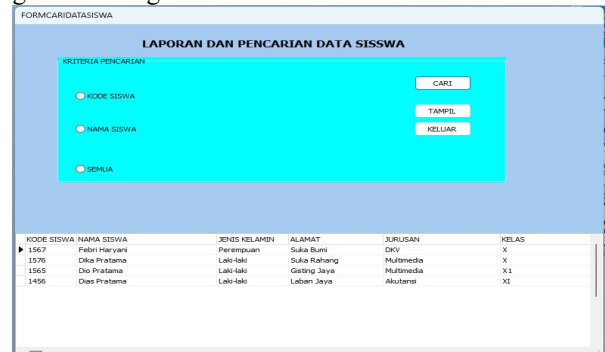 FORMCARIDATASISWA
LAPORAN DAN PENCARIAN DATA SISSWA
KRITERIA PENCARIAN
CARI
KODE SISWA
TAMPIL
NAMA SISWA
KELUAR
SEMUA
KODE SISWA NAMA SISWA JENIS KELAMIN ALAMAT JURUSAN KELAS
1567 Febri Haryani Perempuan Suka Bumi DKV X
1576 Dika Pratama Laki-laki Suka Rahang Multimedia X
1565 Dio Pratama Laki-laki Gisting Jaya Multimedia X1
1456 Dias Pratama Laki-laki Laban Jaya Akutansi XI